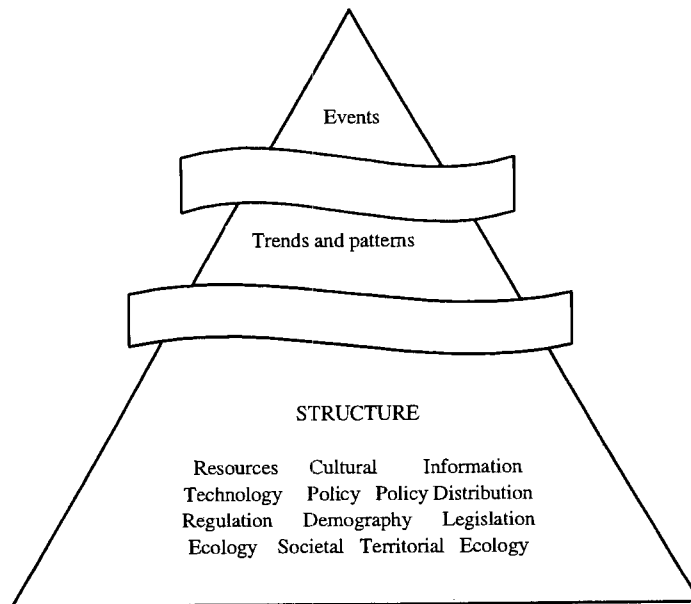 Events
Trends and patterns
STRUCTURE
Resources Cultural Information
Technology Policy Policy Distribution
Regulation Demography Legislation
Ecology Societal Territorial Ecology